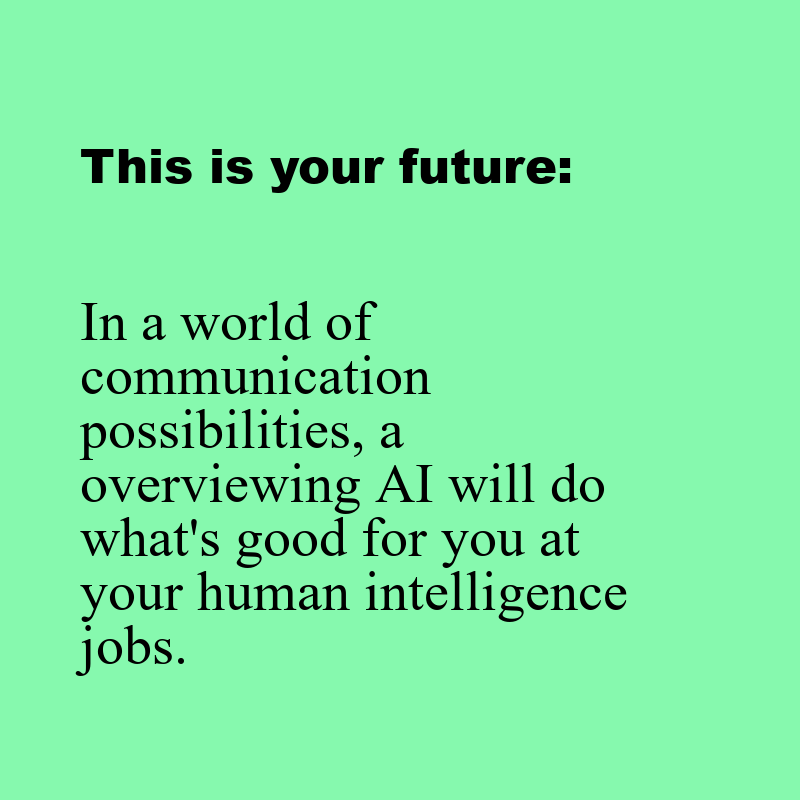 This is your future:
In a world of
communication
possibilities, a
overviewing AI will do
what's good for you at
your human intelligence
jobs.